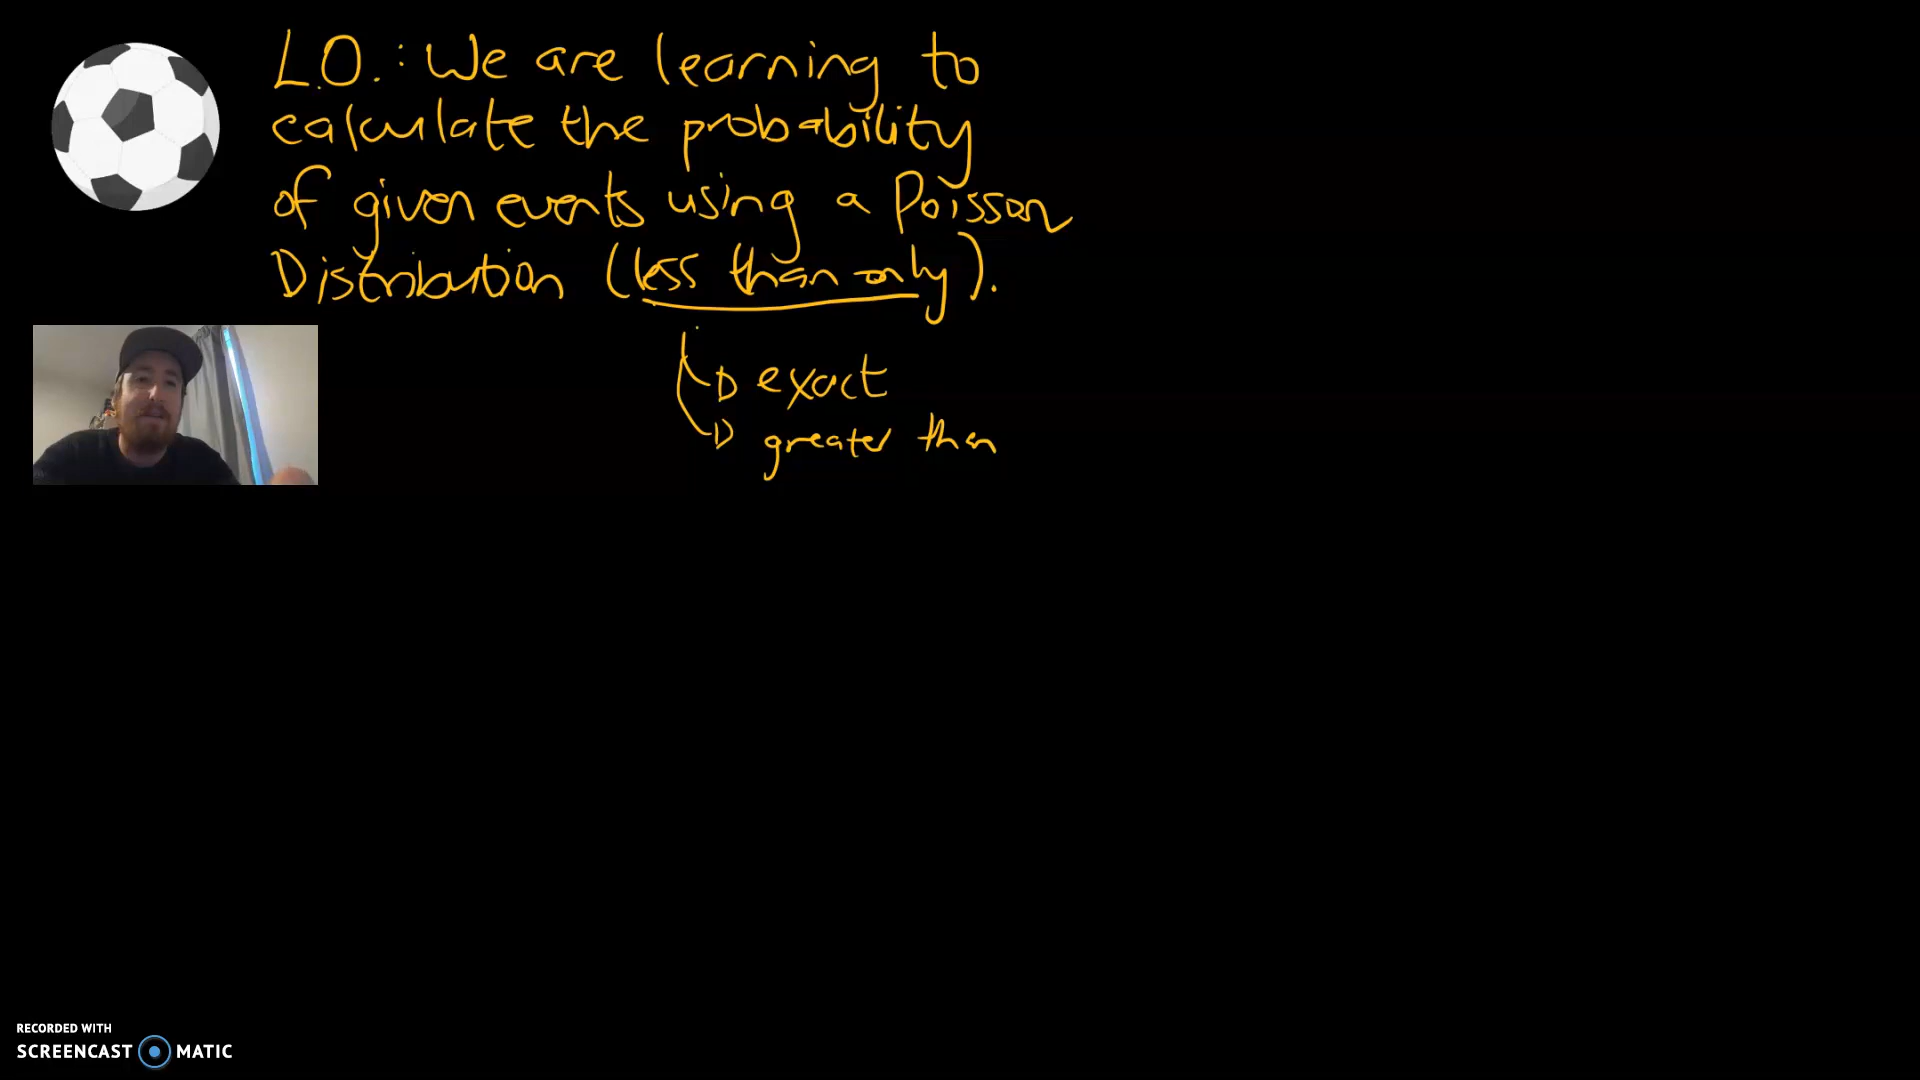 L.O.: We are learning to
calculate the probability
of given events using a Poisson
Distribution (less than only).
exact
greater than
RECORDED WITH
SCREENCAST MATIC